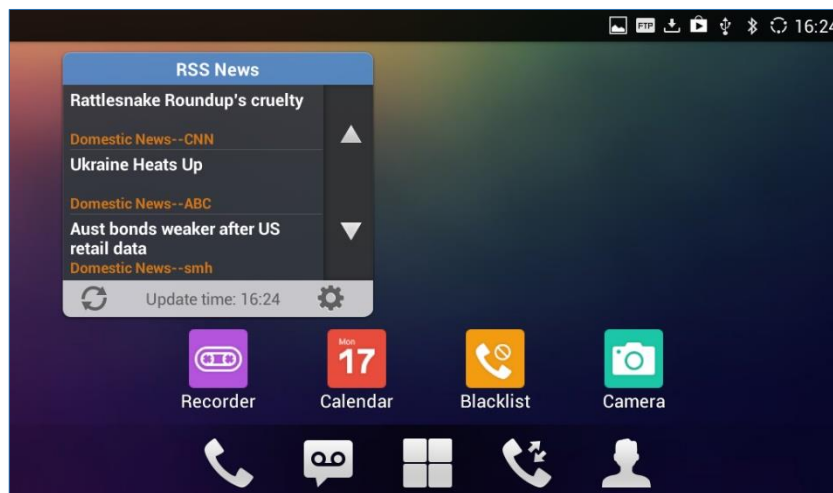 FTP 16:24
RSS News
Rattlesnake Roundup's cruelty
Domestic News--CNN
Ukraine Heats Up
Domestic News--ABC
Aust bonds weaker after US
retail data
Domestic News--smh
Update time: 16:24
Mon
17
Recorder Calendar Blacklist Camera